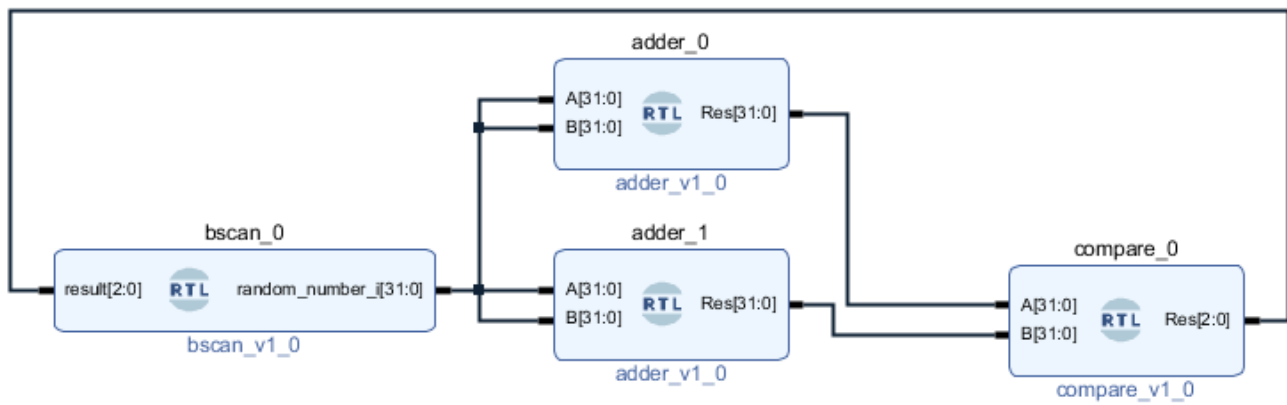 adder_0
A[31:0]
B[31:0]
RTL
Res[31:0]
adder_v1_0
bscan_0
result[2:0]
RTL
random_number_i[31:0]
bscan_v1_0
adder_1
A[31:0]
B[31:0]
RTL
Res[31:0]
adder_v1_0
compare_0
A[31:0]
B[31:0]
RTL
Res[2:0]
compare_v1_0